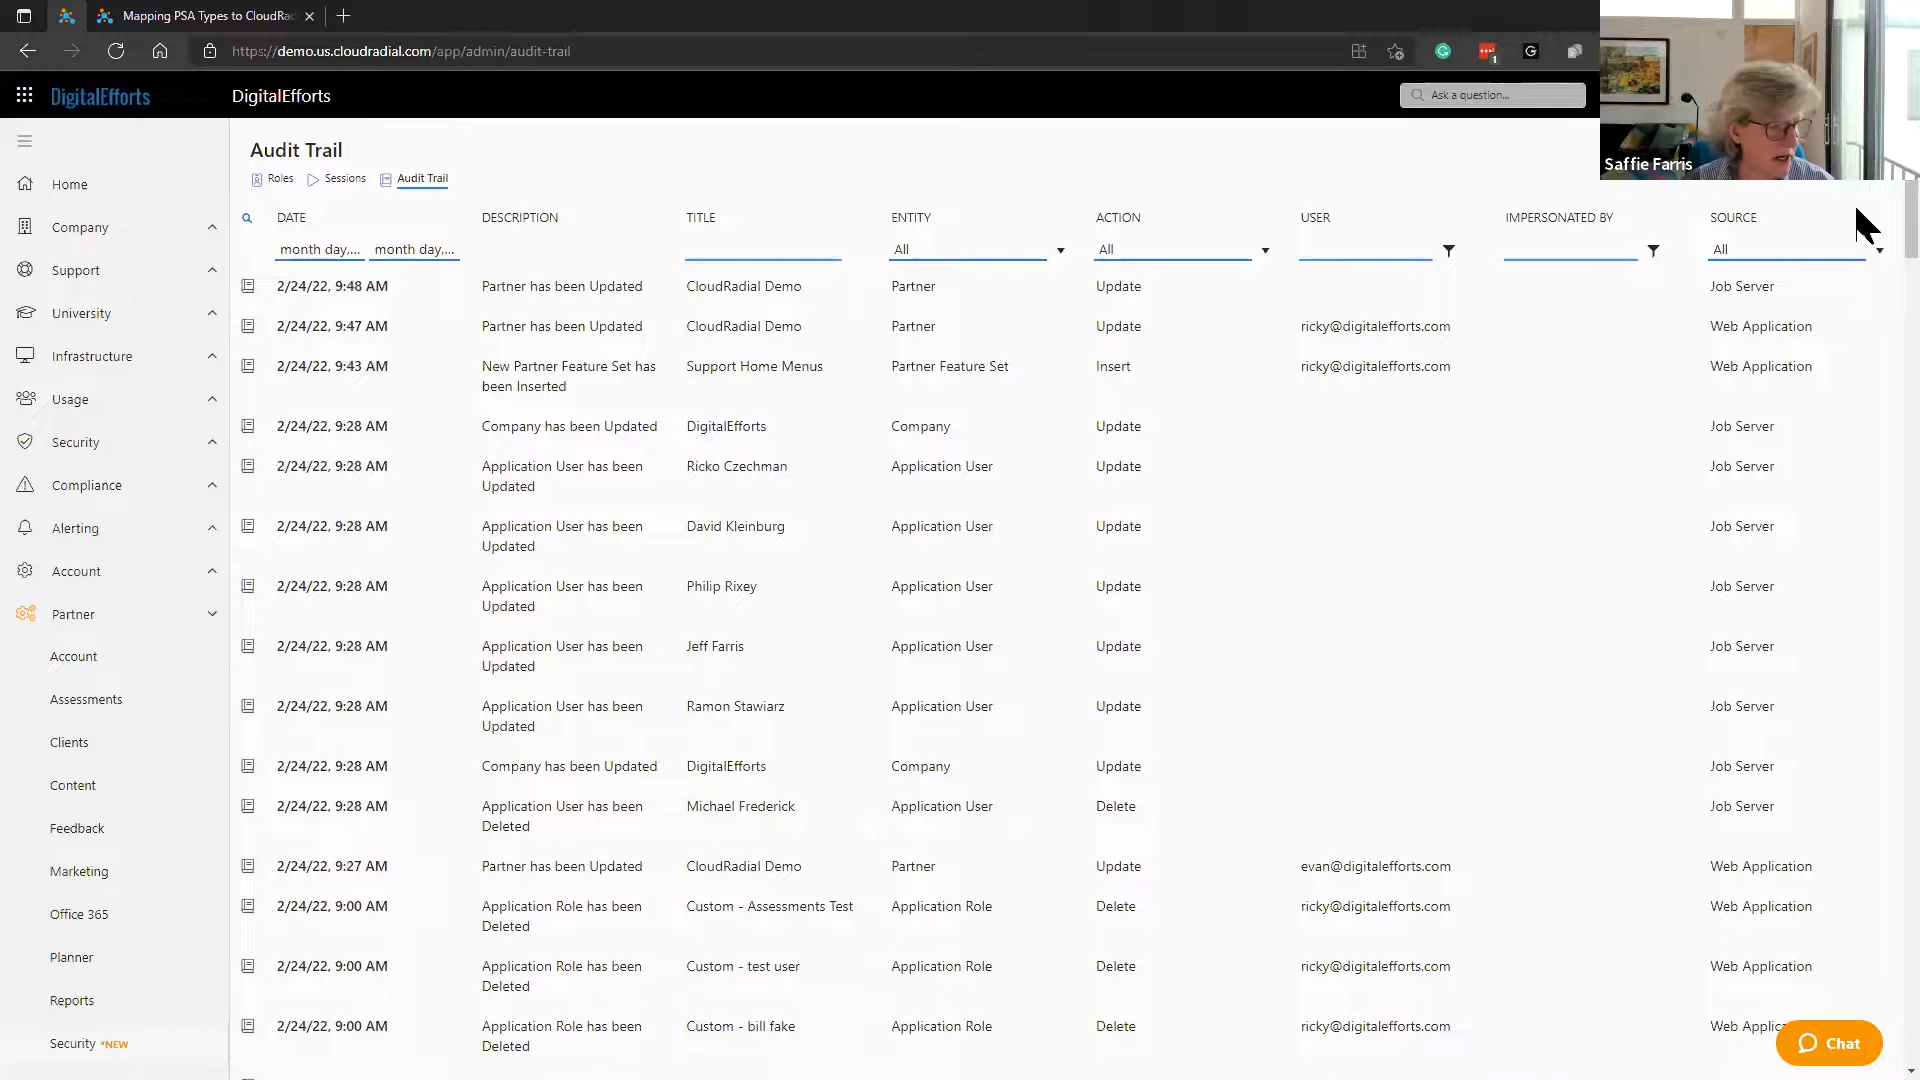 Mapping PSA Types to CloudRa
https://demo.us.cloudradial.com/app/admin/audit-trail
1
DigitalEfforts
DigitalEfforts
Ask a question...
Saffie Farris
Home
Company
Support
University
Infrastructure
Usage
Security
Compliance
Alerting
Account
Partner
Account
Assessments
Clients
Content
Feedback
Marketing
Office 365
Planner
Reports
Security *NEW
Audit Trail
Roles Sessions Audit Trail
DATE DESCRIPTION TITLE ENTITY ACTION USER IMPERSONATED BY SOURCE
month day,... month day,... All All All
2/24/22, 9:48 AM Partner has been Updated CloudRadial Demo Partner Update Job Server
2/24/22, 9:47 AM Partner has been Updated CloudRadial Demo Partner Update ricky@digitalefforts.com Web Application
2/24/22, 9:43 AM New Partner Feature Set has Support Home Menus Partner Feature Set Insert ricky@digitalefforts.com Web Application
been Inserted
2/24/22, 9:28 AM Company has been Updated DigitalEfforts Company Update Job Server
2/24/22, 9:28 AM Application User has been Ricko Czechman Application User Update Job Server
Updated
2/24/22, 9:28 AM Application User has been David Kleinburg Application User Update Job Server
Updated
2/24/22, 9:28 AM Application User has been Philip Rixey Application User Update Job Server
Updated
2/24/22, 9:28 AM Application User has been Jeff Farris Application User Update Job Server
Updated
2/24/22, 9:28 AM Application User has been Ramon Stawiarz Application User Update Job Server
Updated
2/24/22, 9:28 AM Company has been Updated DigitalEfforts Company Update Job Server
2/24/22, 9:28 AM Application User has been Michael Frederick Application User Delete Job Server
Deleted
2/24/22, 9:27 AM Partner has been Updated CloudRadial Demo Partner Update evan@digitalefforts.com Web Application
2/24/22, 9:00 AM Application Role has been Custom - Assessments Test Application Role Delete ricky@digitalefforts.com Web Application
Deleted
2/24/22, 9:00 AM Application Role has been Custom - test user Application Role Delete ricky@digitalefforts.com Web Application
Deleted
2/24/22, 9:00 AM Application Role has been Custom - bill fake Application Role Delete ricky@digitalefforts.com Web Applic
Deleted
Chat